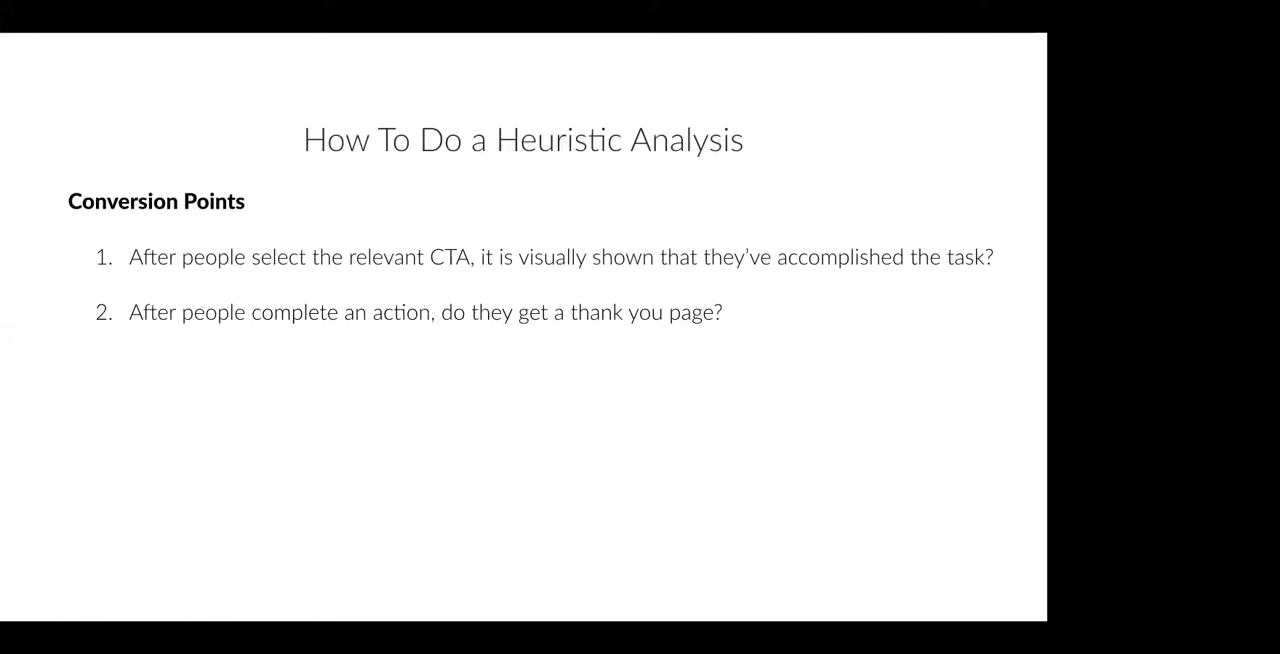 How To Do a Heuristic Analysis
Conversion Points
1. After people select the relevant CTA, it is visually shown that they’ve accomplished the task?
2. After people complete an action, do they get a thank you page?